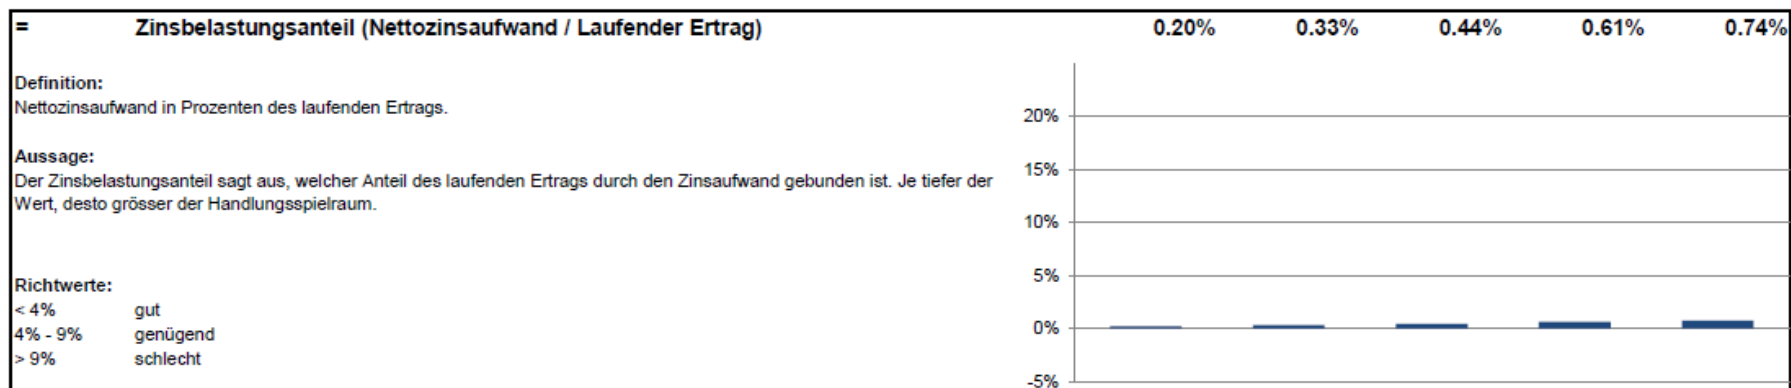 = Zinsbelastungsanteil (Nettozinsaufwand / Laufender Ertrag) 0.20% 0.33% 0.44% 0.61% 0.74%
Definition:
Nettozinsaufwand in Prozenten des laufenden Ertrags.
Aussage:
Der Zinsbelastungsanteil sagt aus, welcher Anteil des laufenden Ertrags durch den Zinsaufwand gebunden ist. Je tiefer der
Wert, desto grösser der Handlungsspielraum.
Richtwerte:
< 4% gut
4% - 9% genügend
> 9% schlecht
20%
15%
10%
5%
0%
-5%